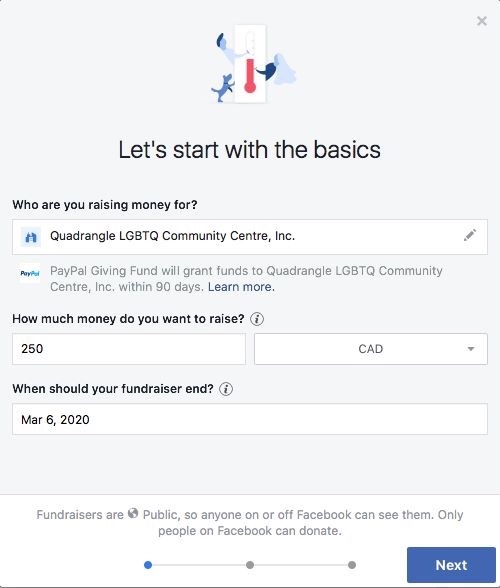 Let's start with the basics
Who are you raising money for?
Quadrangle LGBTQ Community Centre, Inc.
PayPal PayPal Giving Fund will grant funds to Quadrangle LGBTQ Community
Centre, Inc. within 90 days. Learn more.
How much money do you want to raise?
250 CAD
When should your fundraiser end?
Mar 6, 2020
Fundraisers are Public, so anyone on or off Facebook can see them. Only
people on Facebook can donate.
Next